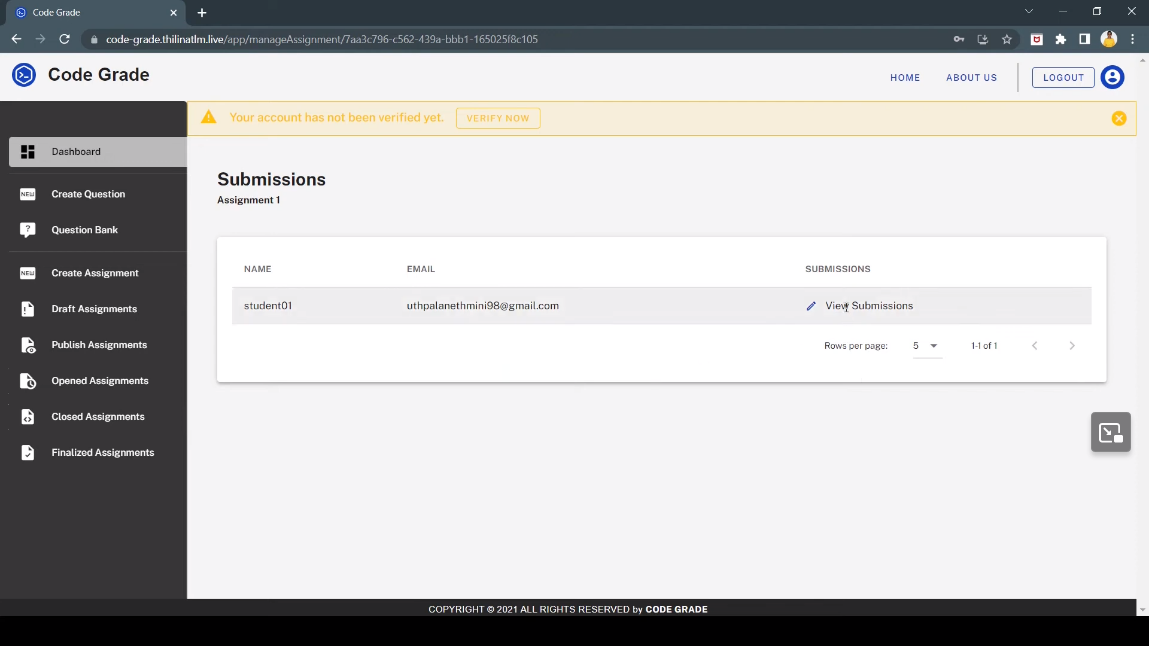 Code Grade
code-grade.thilinatlm.live/app/manageAssignment/7aa3c796-c562-439a-bbb1-165025f8c105
Code Grade
HOME
ABOUT US
LOGOUT
Your account has not been verified yet.
VERIFY NOW
Dashboard
NEW Create Question
Question Bank
NEW Create Assignment
Draft Assignments
Publish Assignments
Opened Assignments
Closed Assignments
Finalized Assignments
Submissions
Assignment 1
NAME EMAIL SUBMISSIONS
student01 uthpalanethmini98@gmail.com View Submissions
Rows per page: 5 1-1 of 1
COPYRIGHT © 2021 ALL RIGHTS RESERVED by CODE GRADE